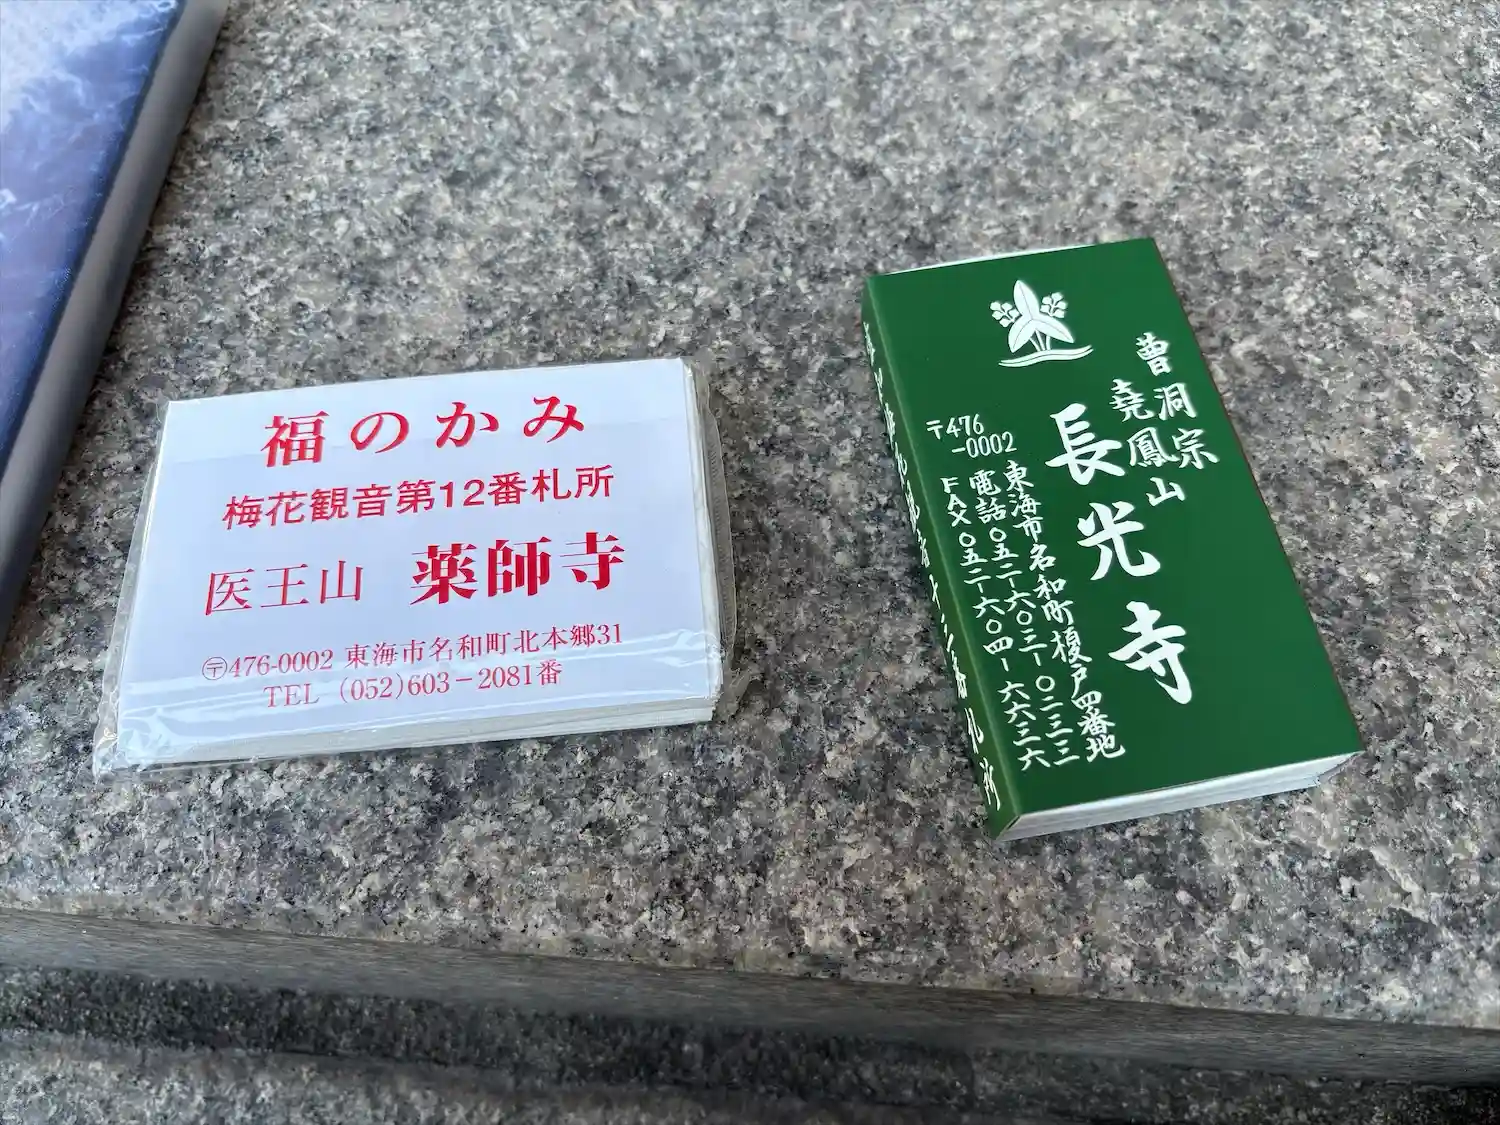 福のかみ
梅花観音第12番札所
医王山 薬師寺
〒476-0002 東海市名和町北本郷31
TEL (052)603-2081番
曹洞宗
堯鳳山
長光寺
〒476
-0002
東海市名和町榎戸四番地
電話〇五二-六〇三-〇二三三
FAX〇五二-六〇四-六六三六
番札所